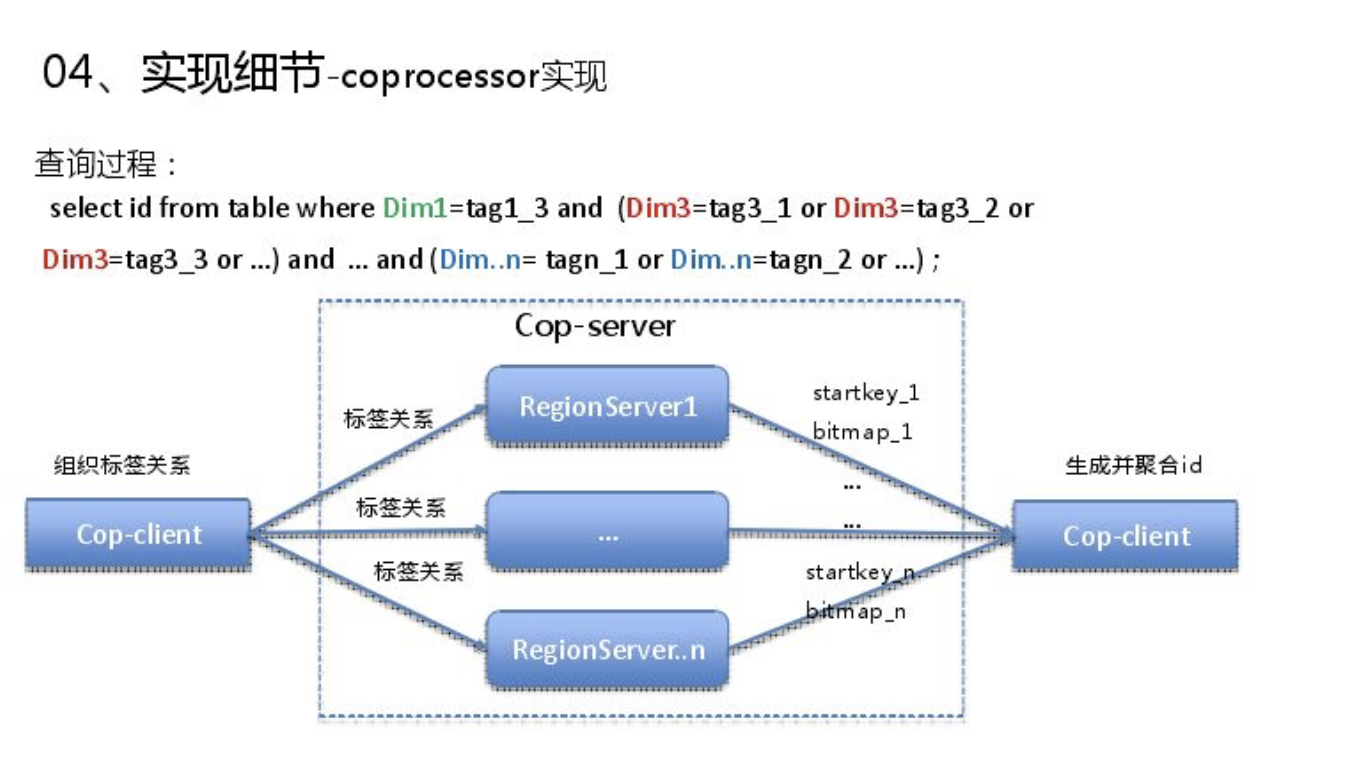 04、实现细节-coprocessor实现
查询过程：
select id from table where Dim1=tag1_3 and (Dim3=tag3_1 or Dim3=tag3_2 or
Dim3=tag3_3 or ...) and ... and (Dim..n= tagn_1 or Dim..n=tagn_2 or ...) ;
Cop-server
组织标签关系
Cop-client
标签关系
标签关系
标签关系
RegionServer1
...
RegionServer..n
startkey_1
bitmap_1
...
...
startkey_n
bitmap_n
生成并聚合id
Cop-client